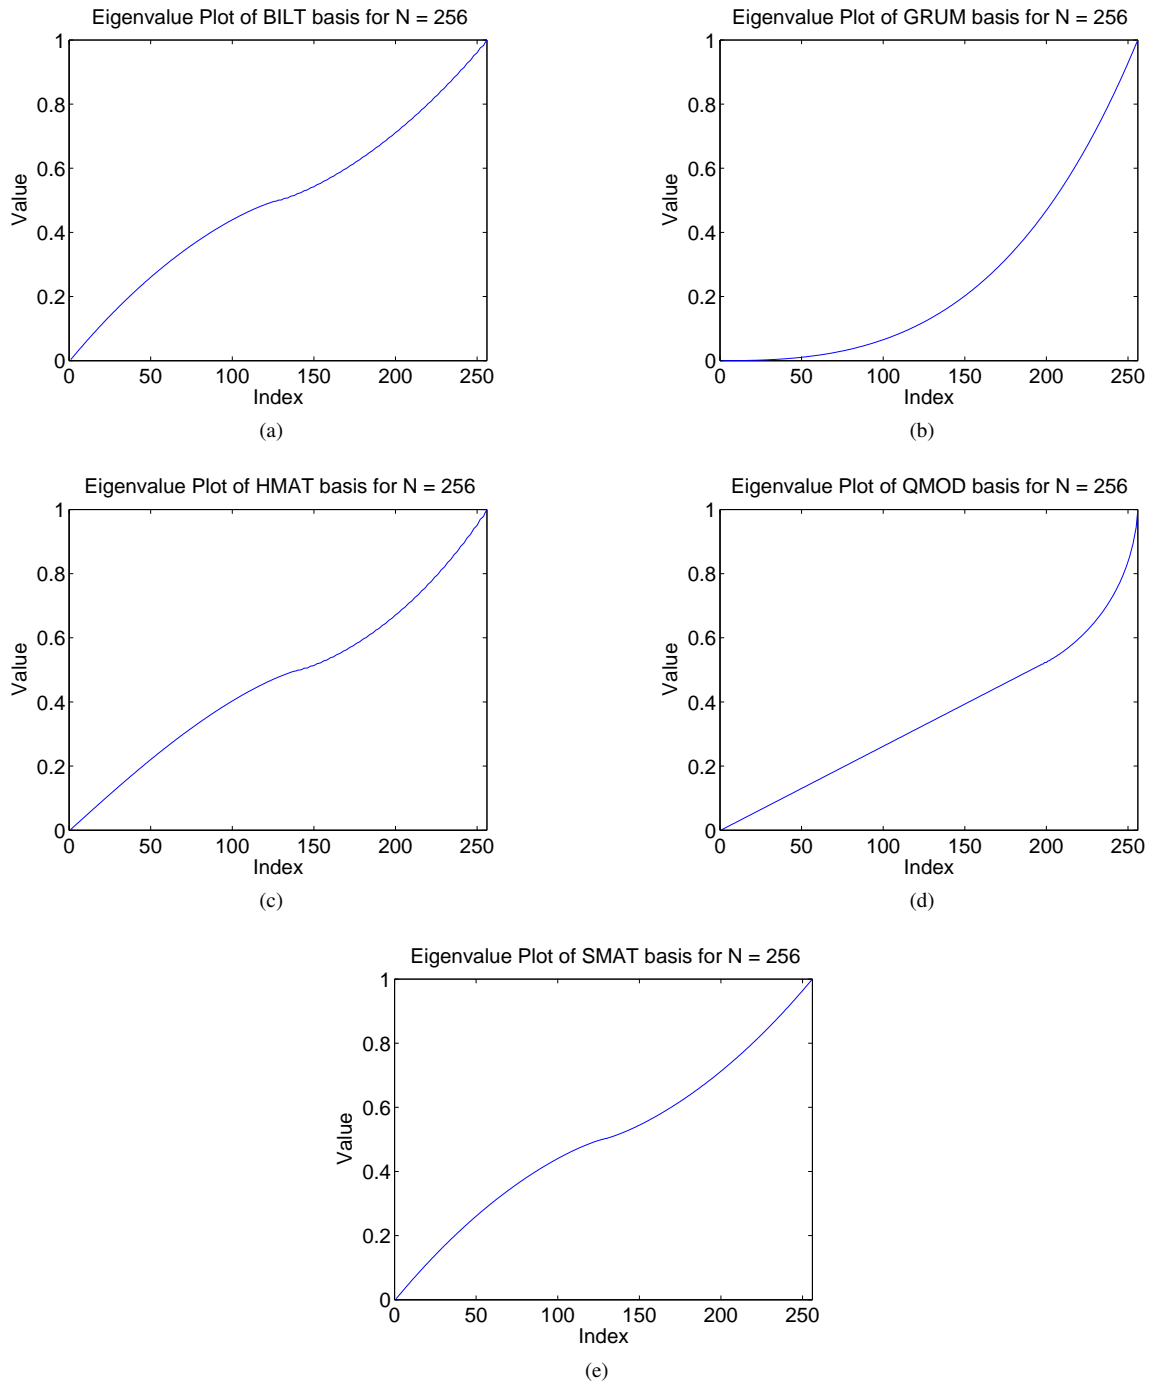 Eigenvalue Plot of BILT basis for N = 256
1
0.8
0.6
0.4
0.2
0
Value
0 50 100 150 200 250
Index
(a)
Eigenvalue Plot of GRUM basis for N = 256
1
0.8
0.6
0.4
0.2
0
Value
0 50 100 150 200 250
Index
(b)
Eigenvalue Plot of HMAT basis for N = 256
1
0.8
0.6
0.4
0.2
0
Value
0 50 100 150 200 250
Index
(c)
Eigenvalue Plot of QMOD basis for N = 256
1
0.8
0.6
0.4
0.2
0
Value
0 50 100 150 200 250
Index
(d)
Eigenvalue Plot of SMAT basis for N = 256
1
0.8
0.6
0.4
0.2
0
Value
0 50 100 150 200 250
Index
(e)